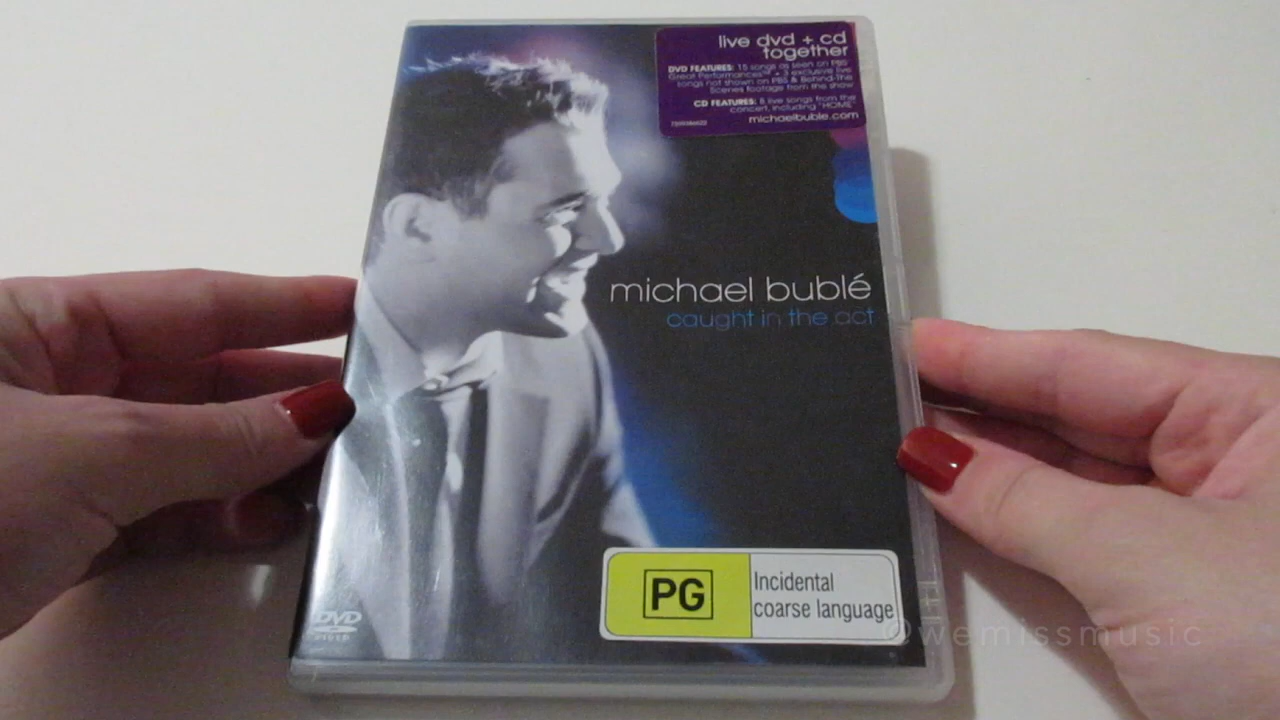 live dvd + cd
together
DVD FEATURES: 15 songs as seen on PBS'
Great Performances™ + 3 exclusive live
songs not shown on PBS & Behind-The
Scenes footage from the show
CD FEATURES: 8 live songs from the
concert, including "HOME"
michaelbuble.com
michael bublé
caught in the act
PG
Incidental
coarse language
DVD
VIDEO
@wemissmusic